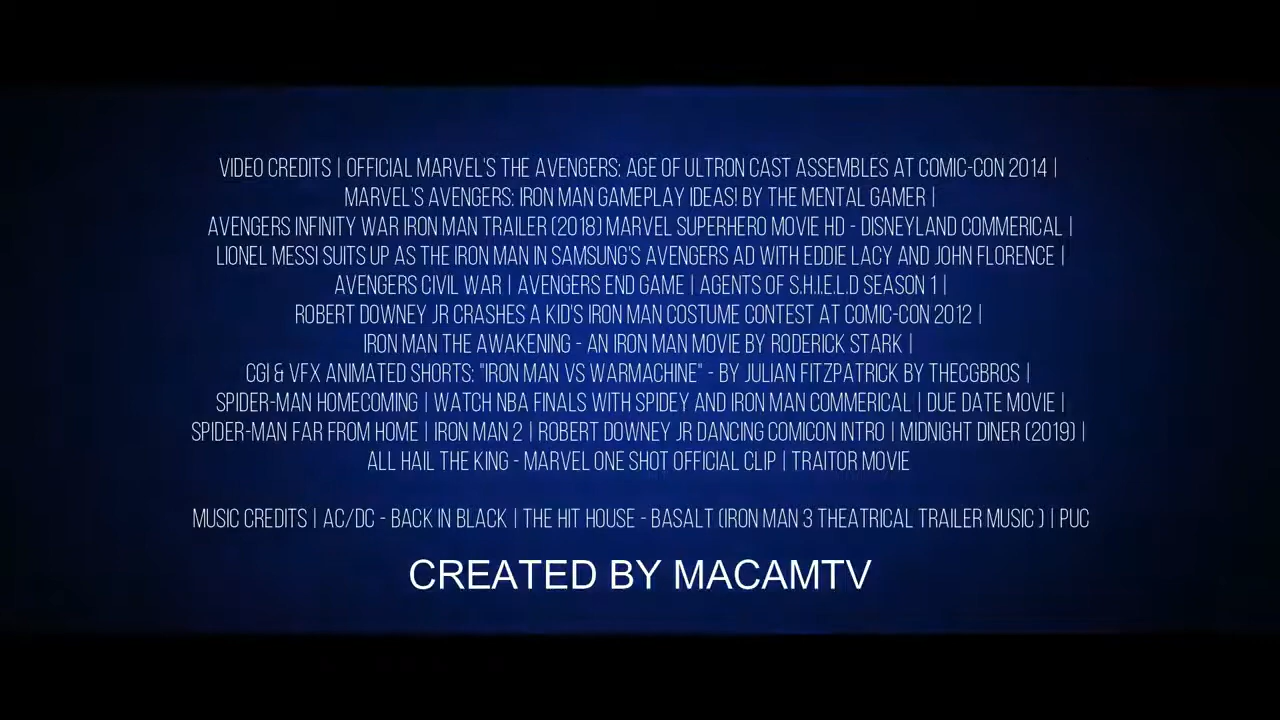 VIDEO CREDITS | OFFICIAL MARVEL'S THE AVENGERS: AGE OF ULTRON CAST ASSEMBLES AT COMIC-CON 2014 |
MARVEL'S AVENGERS: IRON MAN GAMEPLAY IDEAS! BY THE MENTAL GAMER |
AVENGERS INFINITY WAR IRON MAN TRAILER (2018) MARVEL SUPERHERO MOVIE HD - DISNEYLAND COMMERICAL |
LIONEL MESSI SUITS UP AS THE IRON MAN IN SAMSUNG'S AVENGERS AD WITH EDDIE LACY AND JOHN FLORENCE |
AVENGERS CIVIL WAR | AVENGERS END GAME | AGENTS OF S.H.I.E.L.D SEASON 1 |
ROBERT DOWNEY JR CRASHES A KID'S IRON MAN COSTUME CONTEST AT COMIC-CON 2012 |
IRON MAN THE AWAKENING - AN IRON MAN MOVIE BY RODERICK STARK |
CGI & VFX ANIMATED SHORTS: "IRON MAN VS WARMACHINE" - BY JULIAN FITZPATRICK BY THECGBROS |
SPIDER-MAN HOMECOMING | WATCH NBA FINALS WITH SPIDEY AND IRON MAN COMMERICAL | DUE DATE MOVIE |
SPIDER-MAN FAR FROM HOME | IRON MAN 2 | ROBERT DOWNEY JR DANCING COMICON INTRO | MIDNIGHT DINER (2019) |
ALL HAIL THE KING - MARVEL ONE SHOT OFFICIAL CLIP | TRAITOR MOVIE
MUSIC CREDITS | AC/DC - BACK IN BLACK | THE HIT HOUSE - BASALT (IRON MAN 3 THEATRICAL TRAILER MUSIC ) | PUC
CREATED BY MACAMTV